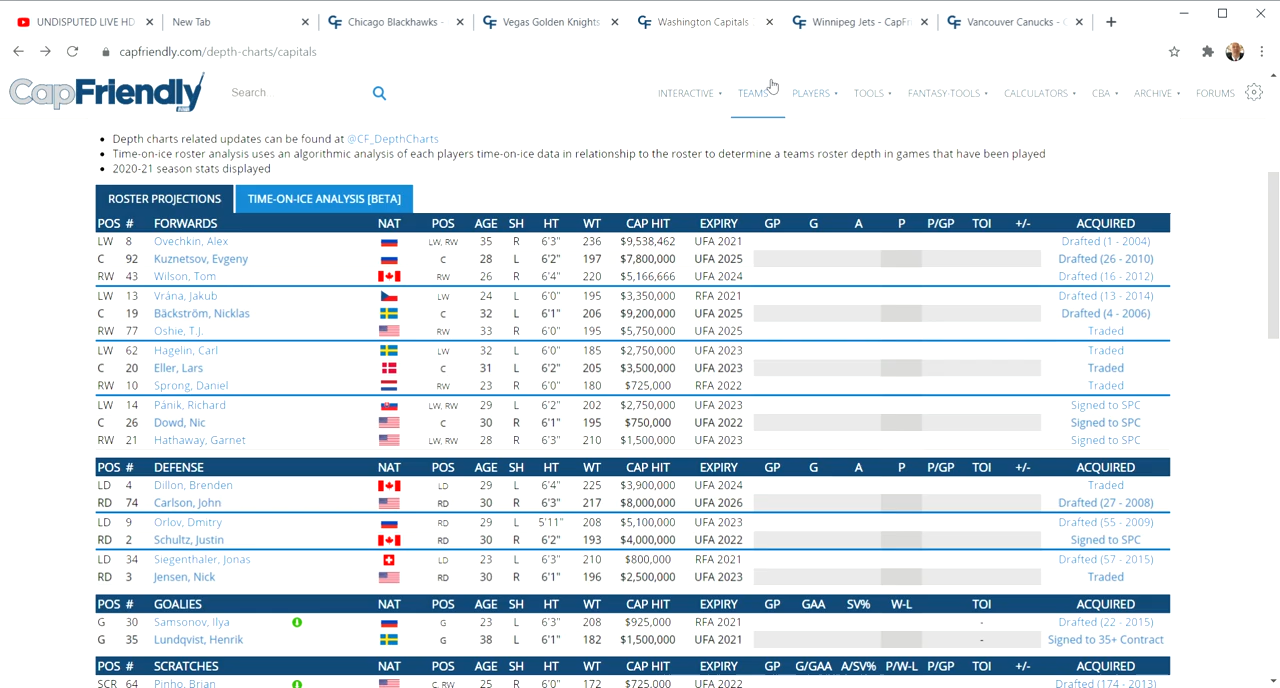 UNDISPUTED LIVE HD
New Tab
Chicago Blackhawks -
Vegas Golden Knights
Washington Capitals
Winnipeg Jets - CapFri
Vancouver Canucks - C
capfriendly.com/depth-charts/capitals
CapFriendly
Search
INTERACTIVE TEAMS PLAYERS TOOLS FANTASY-TOOLS CALCULATORS CBA ARCHIVE FORUMS
• Depth charts related updates can be found at @CF_DepthCharts
• Time-on-ice roster analysis uses an algorithmic analysis of each players time-on-ice data in relationship to the roster to determine a teams roster depth in games that have been played
• 2020-21 season stats displayed
ROSTER PROJECTIONS TIME-ON-ICE ANALYSIS [BETA]
POS # FORWARDS NAT POS AGE SH HT WT CAP HIT EXPIRY GP G A P P/GP TOI +/- ACQUIRED
LW 8 Ovechkin, Alex LW, RW 35 R 6'3" 236 $9,538,462 UFA 2021 Drafted (1 - 2004)
C 92 Kuznetsov, Evgeny C 28 L 6'2" 197 $7,800,000 UFA 2025 Drafted (26 - 2010)
RW 43 Wilson, Tom RW 26 R 6'4" 220 $5,166,666 UFA 2024 Drafted (16 - 2012)
LW 13 Vrána, Jakub LW 24 L 6'0" 195 $3,350,000 RFA 2021 Drafted (13 - 2014)
C 19 Bäckström, Nicklas C 32 L 6'1" 206 $9,200,000 UFA 2025 Drafted (4 - 2006)
RW 77 Oshie, T.J. RW 33 R 6'0" 195 $5,750,000 UFA 2025 Traded
LW 62 Hagelin, Carl LW 32 L 6'0" 185 $2,750,000 UFA 2023 Traded
C 20 Eller, Lars C 31 L 6'2" 205 $3,500,000 UFA 2023 Traded
RW 10 Sprong, Daniel RW 23 R 6'0" 180 $725,000 RFA 2022 Traded
LW 14 Pánik, Richard LW, RW 29 L 6'2" 202 $2,750,000 UFA 2023 Signed to SPC
C 26 Dowd, Nic C 30 R 6'1" 195 $750,000 UFA 2022 Signed to SPC
RW 21 Hathaway, Garnet LW, RW 28 R 6'3" 210 $1,500,000 UFA 2023 Signed to SPC
POS # DEFENSE NAT POS AGE SH HT WT CAP HIT EXPIRY GP G A P P/GP TOI +/- ACQUIRED
LD 4 Dillon, Brenden LD 29 L 6'4" 225 $3,900,000 UFA 2024 Traded
RD 74 Carlson, John RD 30 R 6'3" 217 $8,000,000 UFA 2026 Drafted (27 - 2008)
LD 9 Orlov, Dmitry RD 29 L 5'11" 208 $5,100,000 UFA 2023 Drafted (55 - 2009)
RD 2 Schultz, Justin RD 30 R 6'2" 193 $4,000,000 UFA 2022 Signed to SPC
LD 34 Siegenthaler, Jonas LD 23 L 6'3" 210 $800,000 RFA 2021 Drafted (57 - 2015)
RD 3 Jensen, Nick RD 30 R 6'1" 196 $2,500,000 UFA 2023 Traded
POS # GOALIES NAT POS AGE SH HT WT CAP HIT EXPIRY GP GAA SV% W-L TOI ACQUIRED
G 30 Samsonov, Ilya G 23 L 6'3" 208 $925,000 RFA 2021 - Drafted (22 - 2015)
G 35 Lundqvist, Henrik G 38 L 6'1" 182 $1,500,000 UFA 2021 - Signed to 35+ Contract
POS # SCRATCHES NAT POS AGE SH HT WT CAP HIT EXPIRY GP G/GAA A/SV% P/W-L P/GP TOI +/- ACQUIRED
SCR 64 Pinho, Brian C, RW 25 R 6'0" 172 $725,000 UFA 2022 Drafted (174 - 2013)